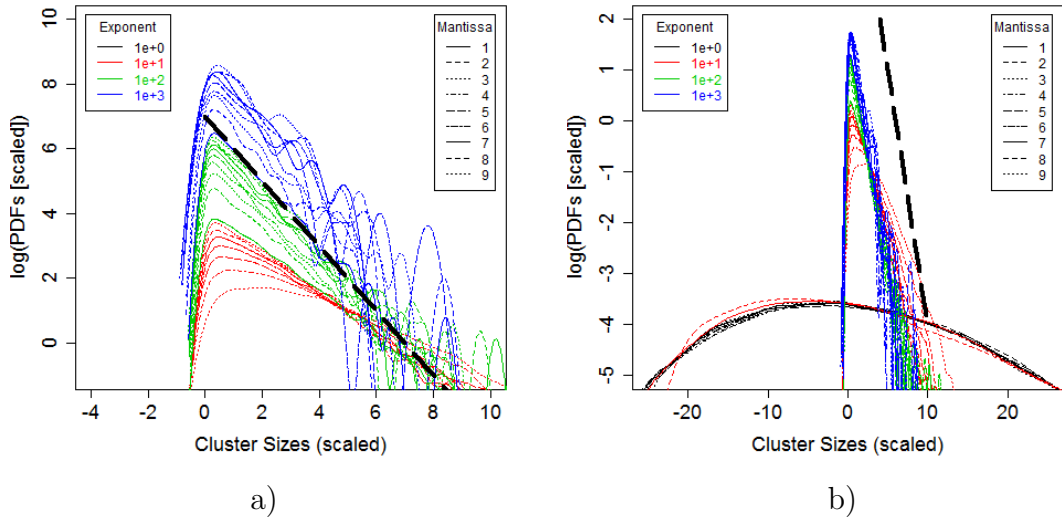 Exponent
1e+0
1e+1
1e+2
1e+3
Mantissa
1
2
3
4
5
6
7
8
9
log(PDFs [scaled])
10
8
6
4
2
0
-4 -2 0 2 4 6 8 10
Cluster Sizes (scaled)
a)
Exponent
1e+0
1e+1
1e+2
1e+3
Mantissa
1
2
3
4
5
6
7
8
9
log(PDFs [scaled])
2
1
0
-1
-2
-3
-4
-5
-20 -10 0 10 20
Cluster Sizes (scaled)
b)